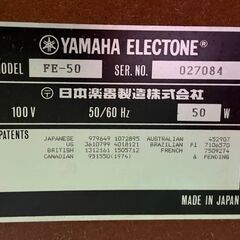 YAMAHA ELECTONE
MODEL FE-50 SER. NO. 027084
日本楽器製造株式会社
100 V 50/60 Hz 50 W
PATENTS
JAPANESE 979649 1072895 AUSTRALIAN 452907
US 3610799 4018121 BRAZILIAN PI 7106570
BRITISH 1312161 1505712 FRENCH 7509274
CANADIAN 951550(1974) & PENDING
MADE IN JAPAN